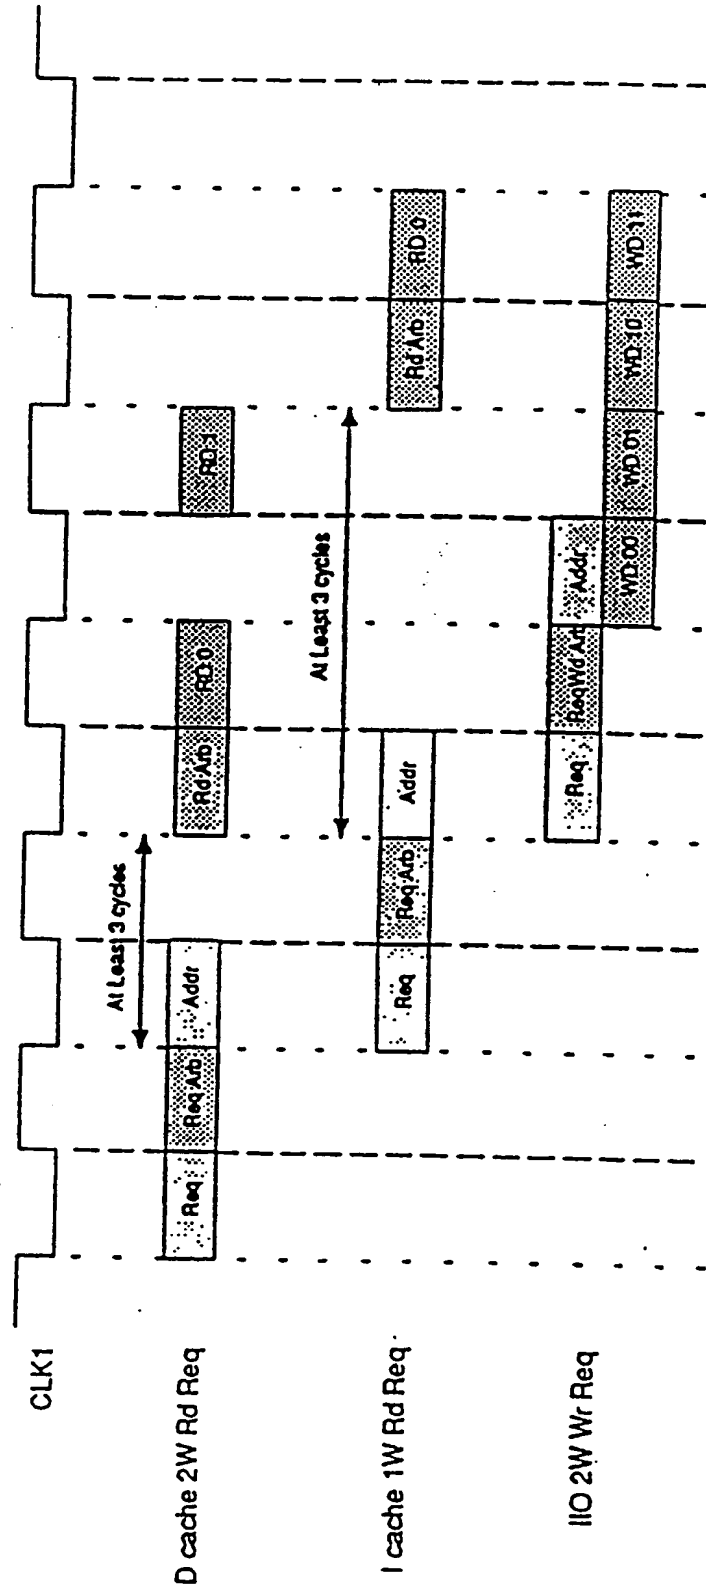 CLK1
D cache 2W Rd Req
Req
Req Arb
Addr
At Least 3 cycles
Rd Arb
RD 0
RD 1
I cache 1W Rd Req
Req
Req Arb
Addr
At Least 3 cycles
Rd Arb
RD 0
IIO 2W Wr Req
Req
ReqWd Arb
Addr
WD 00
WD 01
WD 10
WD 11